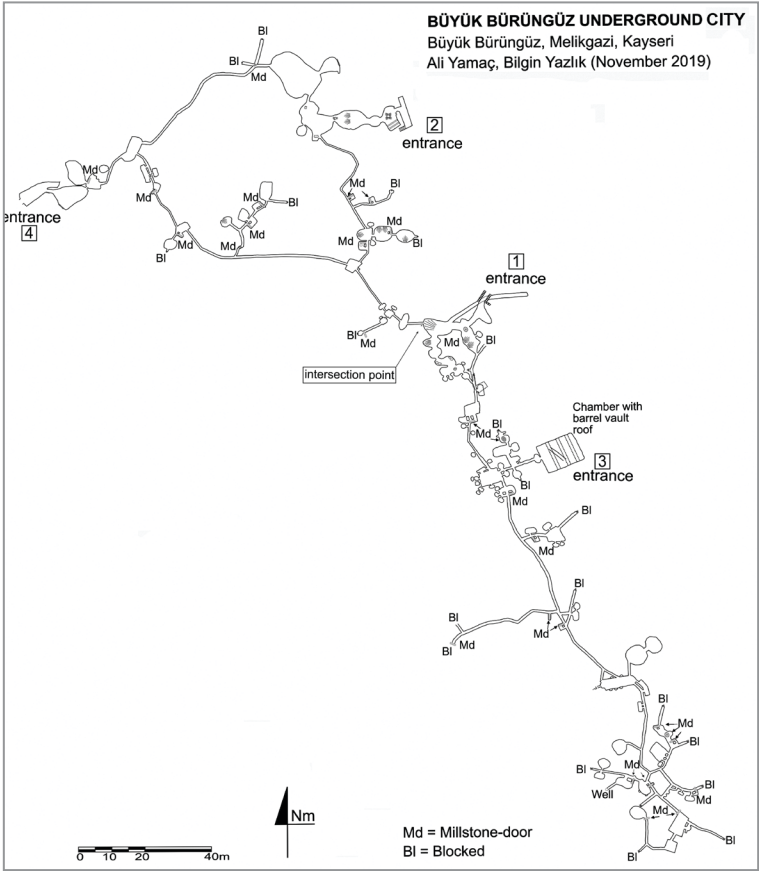 BÜYÜK BÜRÜNGÜZ UNDERGROUND CITY
Büyük Bürüngüz, Melikgazi, Kayseri
Ali Yamaç, Bilgin Yazlık (November 2019)
Bl
Bl
Md
2
entrance
Md
Md
Bl
Md
Md
Bl
Md
Md
Bl
entrance
4
Md
Bl
Md
Md
1
entrance
Bl
Md
Md
Bl
intersection point
Chamber with
barrel vault
roof
Bl
Md
3
entrance
Bl
Md
Bl
Md
Bl
Bl
Md
Md
Bl
Bl
Md
Bl
Md
Bl
Bl
Well
Md
Md
Md
Bl
Bl
Nm
0 10 20 40m
Md = Millstone-door
Bl = Blocked